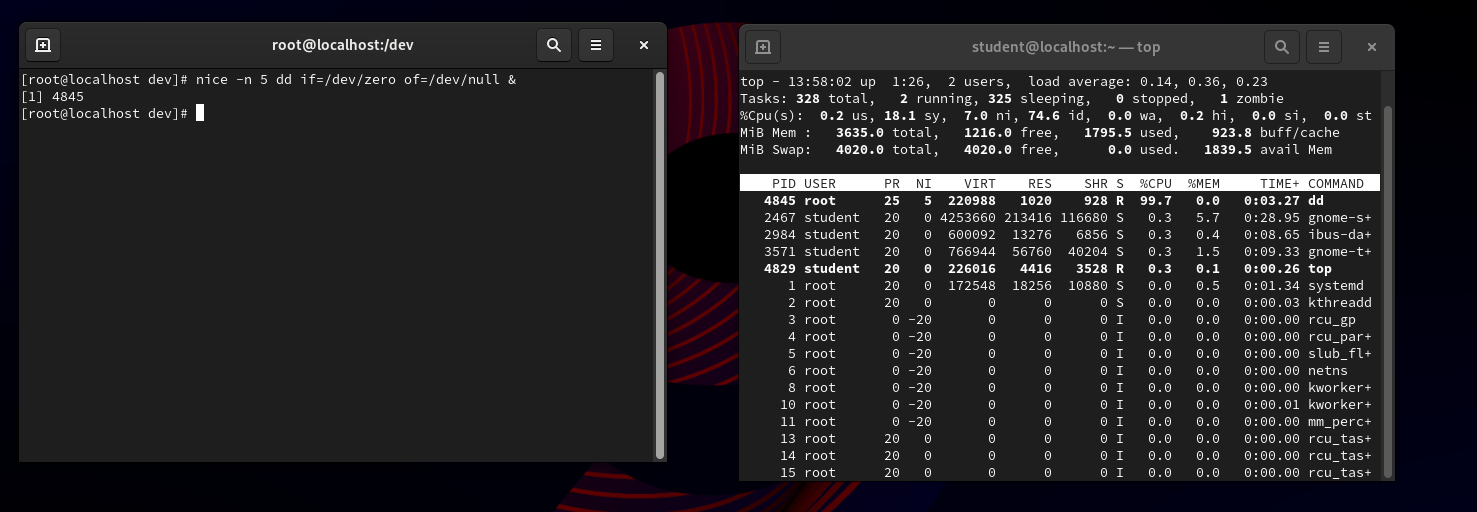 root@localhost:/dev
[root@localhost dev]# nice -n 5 dd if=/dev/zero of=/dev/null &
[1] 4845
[root@localhost dev]#
student@localhost:~ — top
top - 13:58:02 up  1:26,  2 users,  load average: 0.14, 0.36, 0.23
Tasks: 328 total,   2 running, 325 sleeping,   0 stopped,   1 zombie
%Cpu(s):  0.2 us, 18.1 sy,  7.0 ni, 74.6 id,  0.0 wa,  0.2 hi,  0.0 si,  0.0 st
MiB Mem :   3635.0 total,   1216.0 free,   1795.5 used,    923.8 buff/cache
MiB Swap:   4020.0 total,   4020.0 free,      0.0 used.   1839.5 avail Mem
PID USER      PR  NI    VIRT    RES    SHR S  %CPU  %MEM     TIME+ COMMAND
4845 root      25   5  220988   1020    928 R  99.7   0.0   0:03.27 dd
2467 student   20   0 4253660 213416 116680 S   0.3   5.7   0:28.95 gnome-s+
2984 student   20   0  600092  13276   6856 S   0.3   0.4   0:08.65 ibus-da+
3571 student   20   0  766944  56760  40204 S   0.3   1.5   0:09.33 gnome-t+
4829 student   20   0  226016   4416   3528 R   0.3   0.1   0:00.26 top
1 root      20   0  172548  18256  10880 S   0.0   0.5   0:01.34 systemd
2 root      20   0       0      0      0 S   0.0   0.0   0:00.03 kthreadd
3 root       0 -20       0      0      0 I   0.0   0.0   0:00.00 rcu_gp
4 root       0 -20       0      0      0 I   0.0   0.0   0:00.00 rcu_par+
5 root       0 -20       0      0      0 I   0.0   0.0   0:00.00 slub_fl+
6 root       0 -20       0      0      0 I   0.0   0.0   0:00.00 netns
8 root       0 -20       0      0      0 I   0.0   0.0   0:00.00 kworker+
10 root       0 -20       0      0      0 I   0.0   0.0   0:00.01 kworker+
11 root       0 -20       0      0      0 I   0.0   0.0   0:00.00 mm_perc+
13 root      20   0       0      0      0 I   0.0   0.0   0:00.00 rcu_tas+
14 root      20   0       0      0      0 I   0.0   0.0   0:00.00 rcu_tas+
15 root      20   0       0      0      0 I   0.0   0.0   0:00.00 rcu_tas+